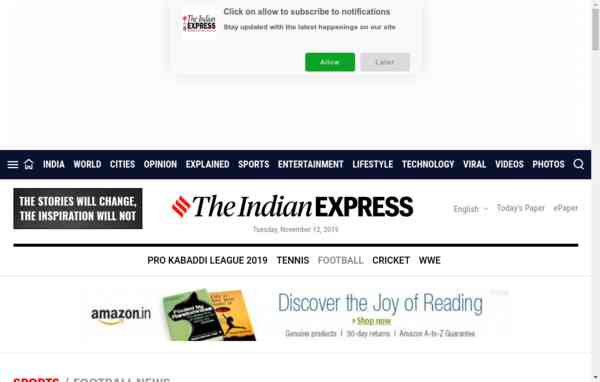 Click on allow to subscribe to notifications
The Indian EXPRESS
Stay updated with the latest happenings on our site
Allow Later
INDIA WORLD CITIES OPINION EXPLAINED SPORTS ENTERTAINMENT LIFESTYLE TECHNOLOGY VIRAL VIDEOS PHOTOS
THE STORIES WILL CHANGE,
THE INSPIRATION WILL NOT
The Indian EXPRESS
English Today's Paper ePaper
Tuesday, November 12, 2019
PRO KABADDI LEAGUE 2019 TENNIS FOOTBALL CRICKET WWE
amazon.in
Discover the Joy of Reading
Shop now
Genuine products | 30-day returns | Amazon A-to-Z Guarantee
SPORTS / FOOTBALL NEWS